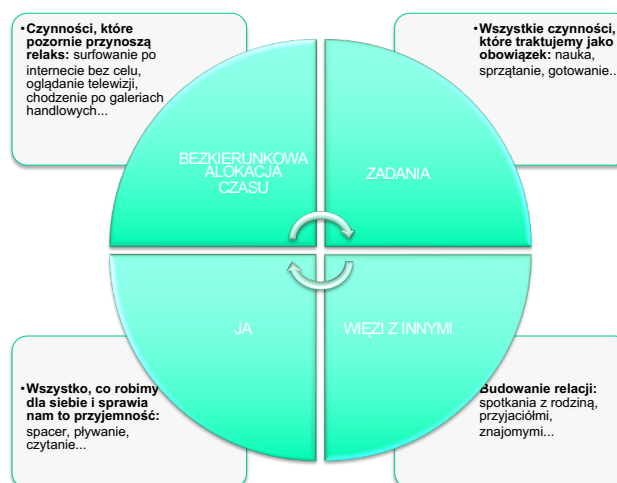 •Czynności, które
pozornie przynoszą
relaks: surfowanie po
internecie bez celu,
oglądanie telewizji,
chodzenie po galeriach
handlowych...
•Wszystkie czynności,
które traktujemy jako
obowiązek: nauka,
sprzątanie, gotowanie...
BEZKIERUNKOWA
ALOKACJA
CZASU
ZADANIA
JA
WIĘZI Z INNYMI
•Wszystko, co robimy
dla siebie i sprawia
nam to przyjemność:
spacer, pływanie,
czytanie...
Budowanie relacji:
spotkania z rodziną,
przyjaciółmi,
znajomymi...